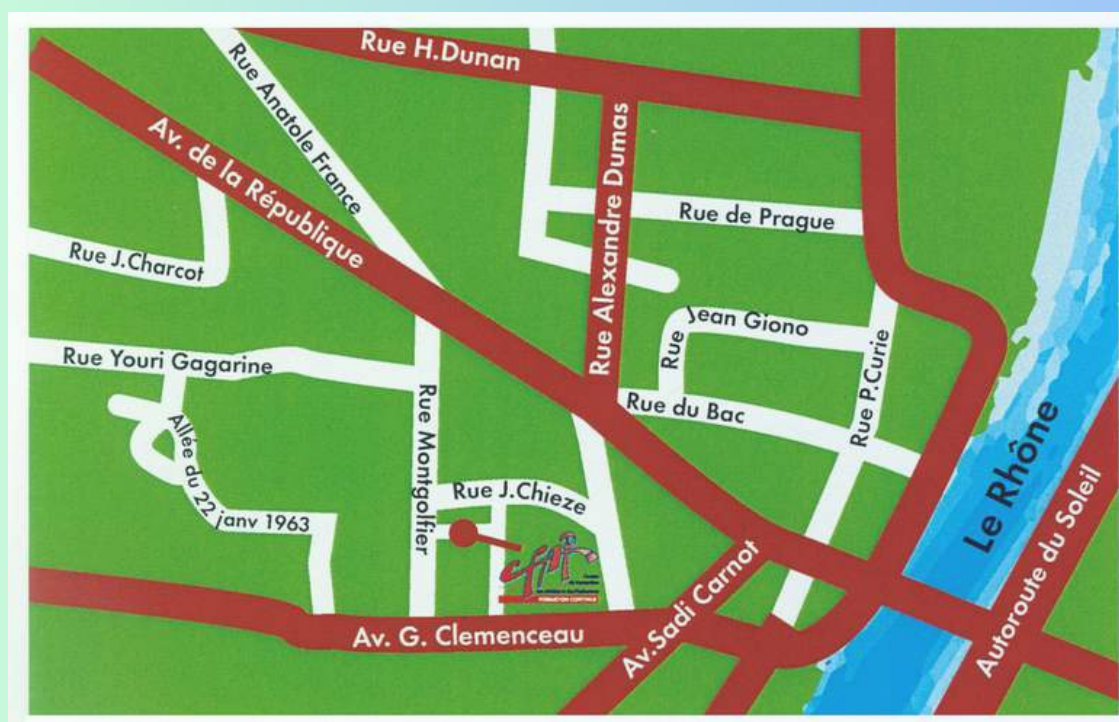 Rue H.Dunan
Rue Anatole France
Av. de la République
Rue Alexandre Dumas
Rue de Prague
Rue J.Charcot
Rue Jean Giono
Rue Youri Gagarine
Rue P.Curie
Rue du Bac
Rue Montgolfier
Allée du 22 janv 1963
Rue J.Chieze
Le Rhône
Autoroute du Soleil
Av. G. Clemenceau
Av.Sadi Carnot
FORMATION CONTINUE